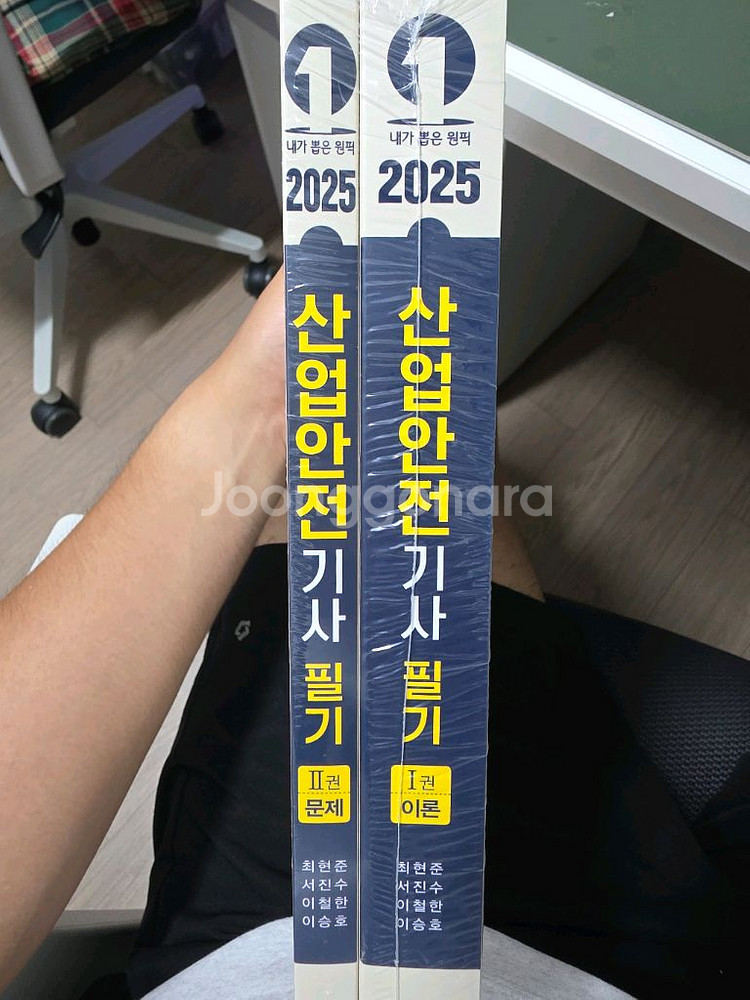 1
내가 뽑은 원픽
2025
산업안전기사 필기
Ⅱ권
문제
최현준
서진수
이철한
이승호
1
내가 뽑은 원픽
2025
산업안전기사 필기
Ⅰ권
이론
최현준
서진수
이철한
이승호
Joonggonara